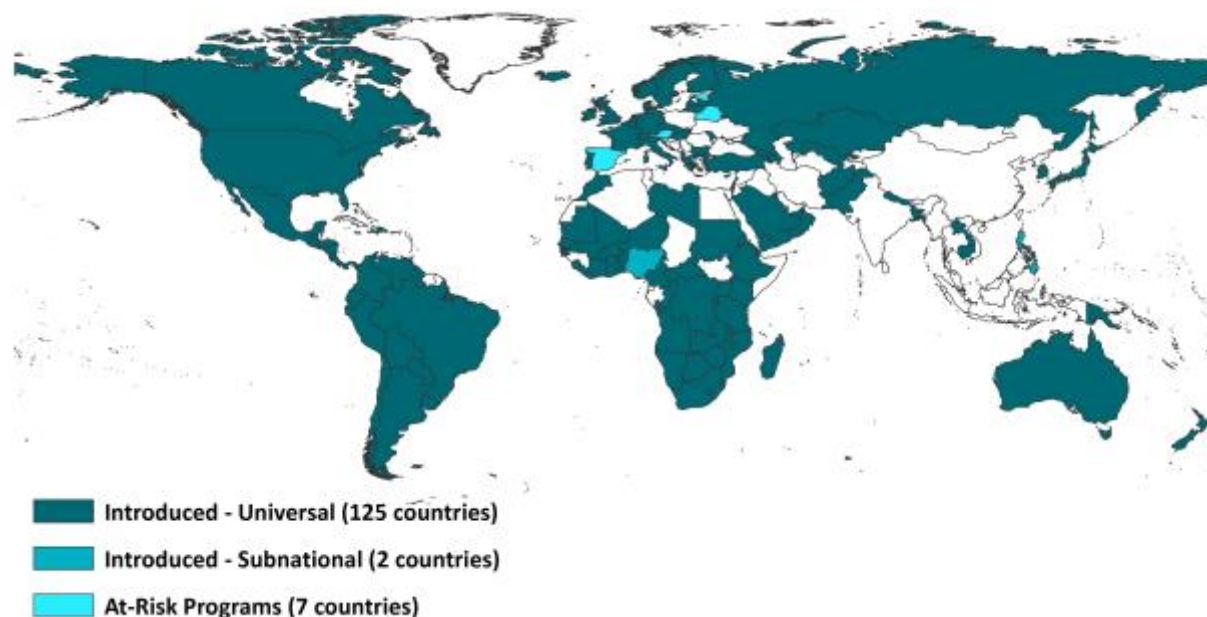 Introduced - Universal (125 countries)
Introduced - Subnational (2 countries)
At-Risk Programs (7 countries)